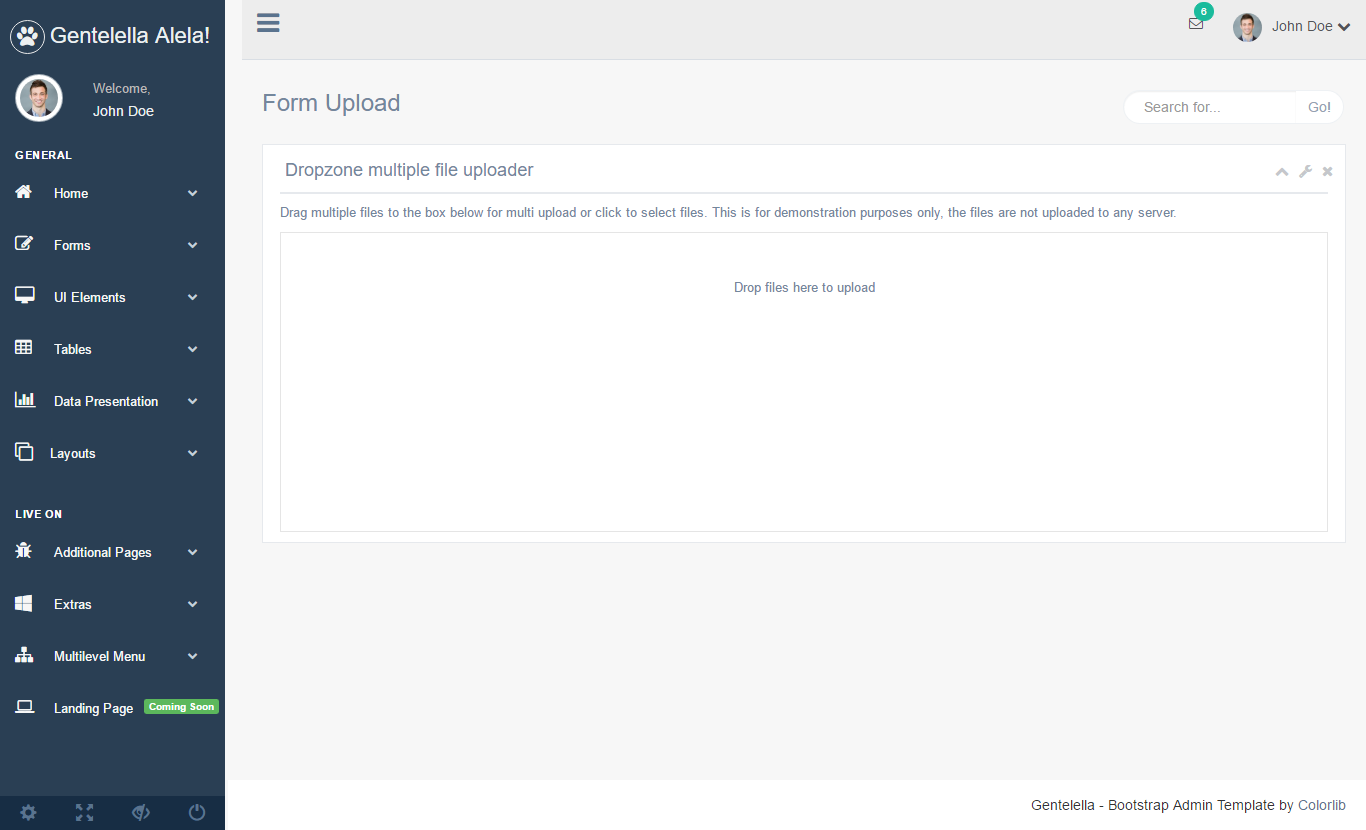 Gentelella Alela!
Welcome,
John Doe
GENERAL
Home
Forms
UI Elements
Tables
Data Presentation
Layouts
LIVE ON
Additional Pages
Extras
Multilevel Menu
Landing Page Coming Soon
6
John Doe
Form Upload
Search for... Go!
Dropzone multiple file uploader
Drag multiple files to the box below for multi upload or click to select files. This is for demonstration purposes only, the files are not uploaded to any server.
Drop files here to upload
Gentelella - Bootstrap Admin Template by Colorlib